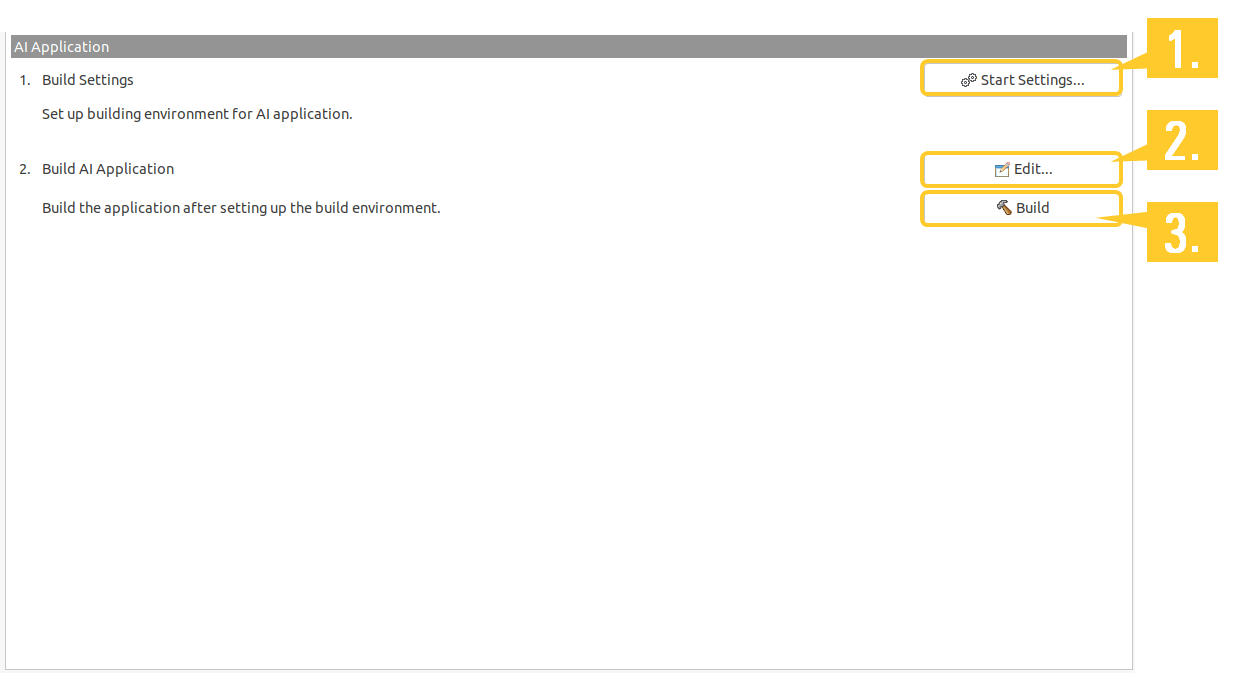 AI Application
1. Build Settings
Start Settings...
1.
Set up building environment for AI application.
2. Build AI Application
Edit...
2.
Build the application after setting up the build environment.
Build
3.